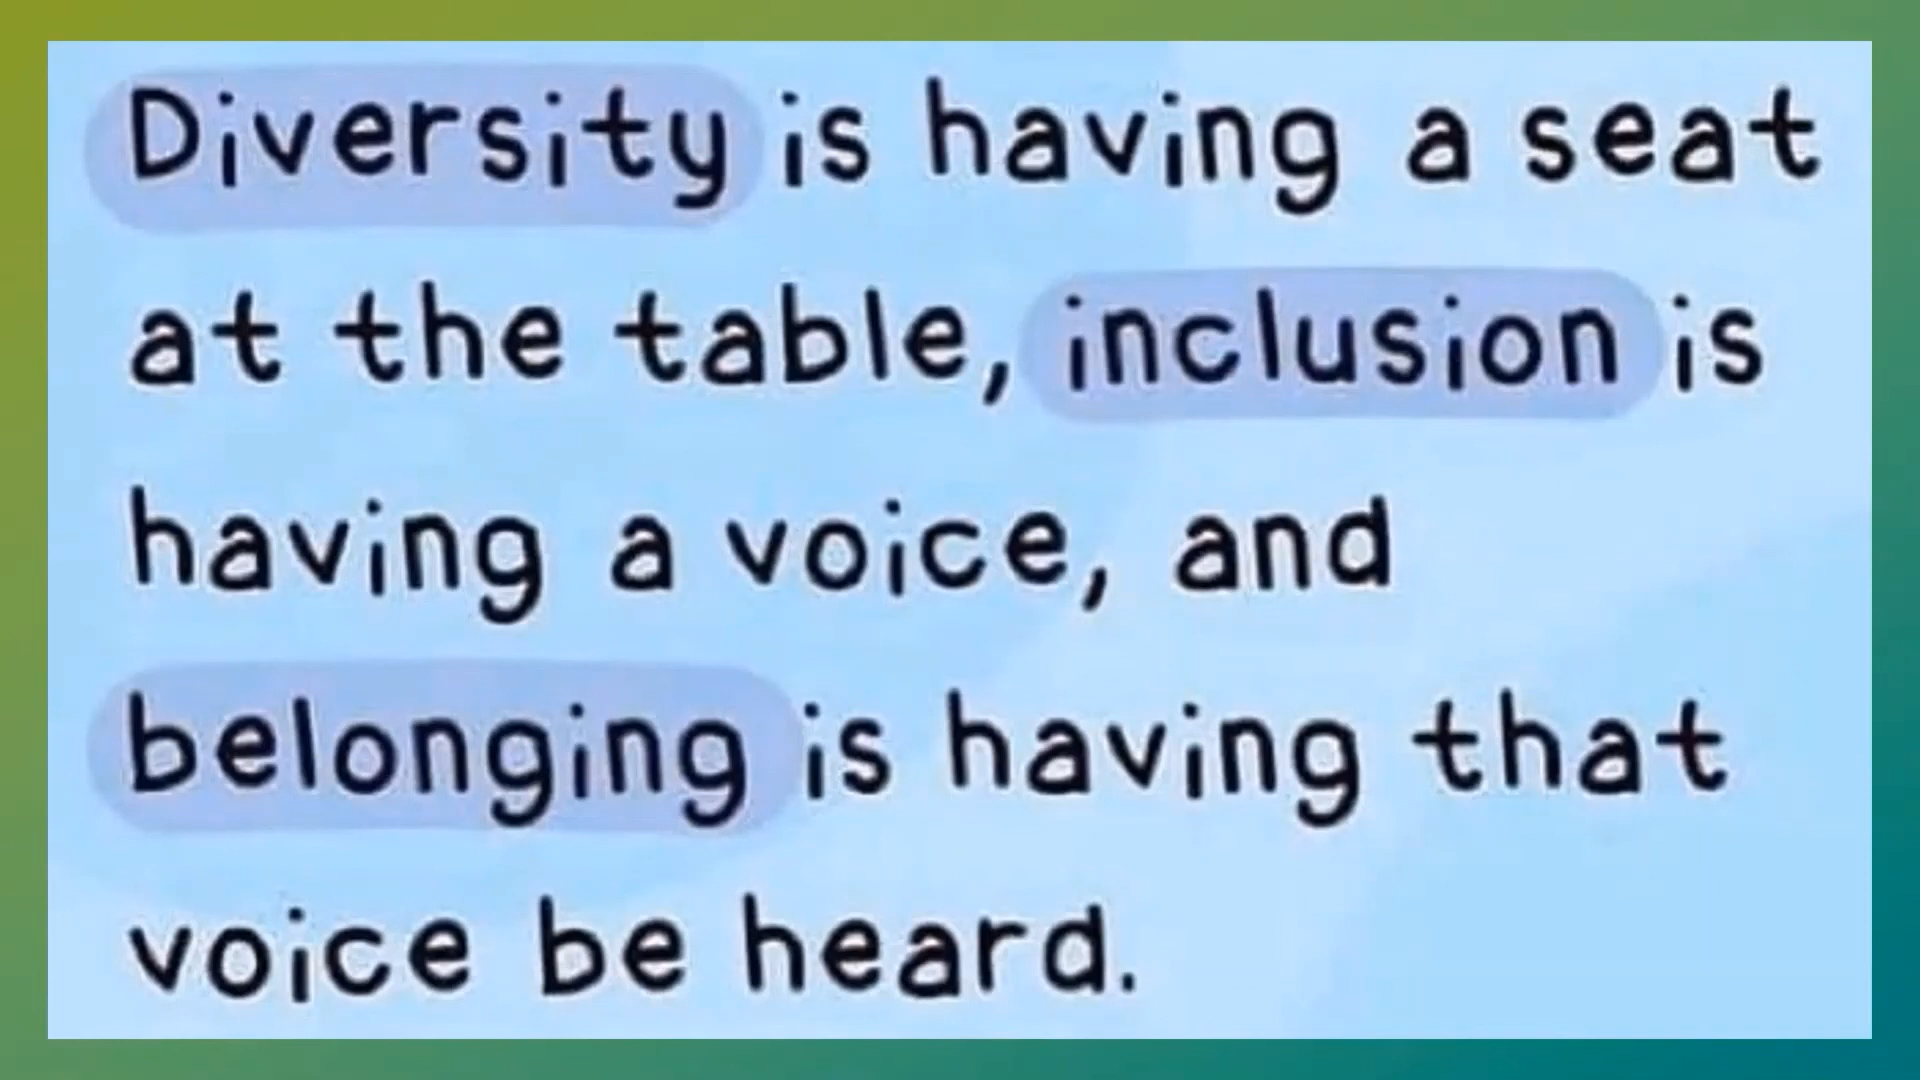 Diversity is having a seat
at the table, inclusion is
having a voice, and
belonging is having that
voice be heard.